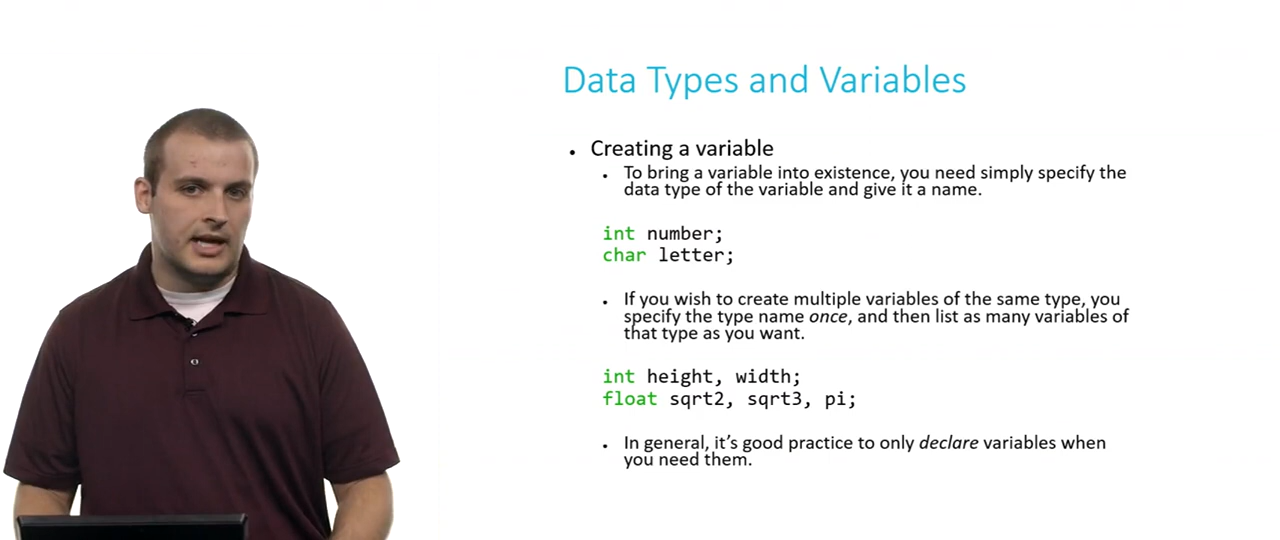 Data Types and Variables
• Creating a variable
• To bring a variable into existence, you need simply specify the
data type of the variable and give it a name.
int number;
char letter;
• If you wish to create multiple variables of the same type, you
specify the type name once, and then list as many variables of
that type as you want.
int height, width;
float sqrt2, sqrt3, pi;
• In general, it’s good practice to only declare variables when
you need them.